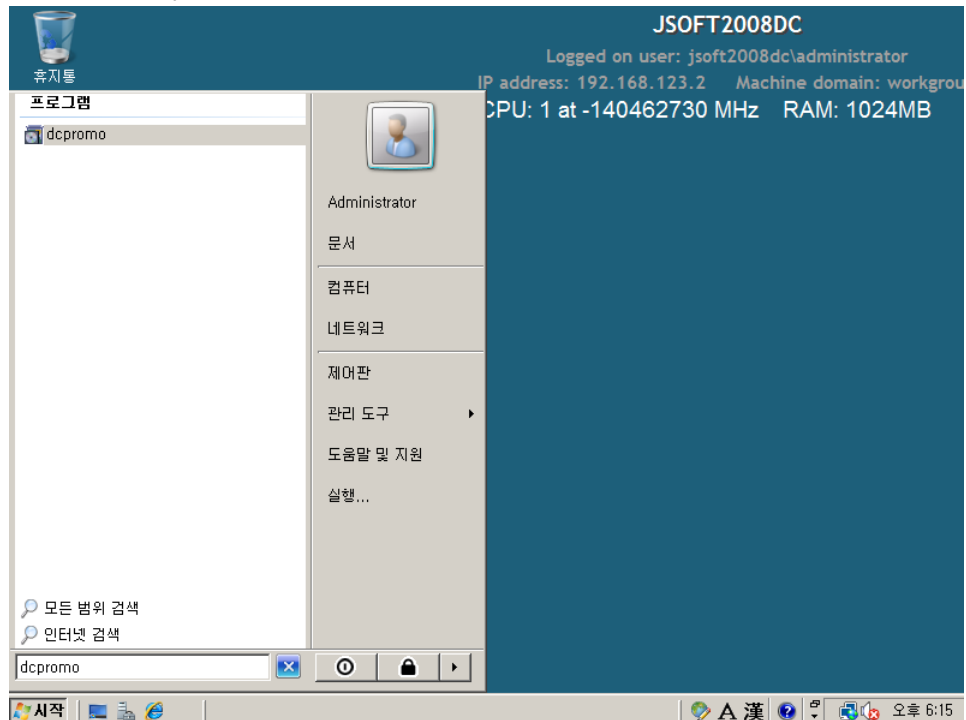 JSOFT2008DC
Logged on user: jsoft2008dc\administrator
IP address: 192.168.123.2 Machine domain: workgrou
CPU: 1 at -140462730 MHz RAM: 1024MB
휴지통
프로그램
dcpromo
Administrator
문서
컴퓨터
네트워크
제어판
관리 도구
도움말 및 지원
실행...
모든 범위 검색
인터넷 검색
dcpromo
시작
A 漢
오후 6:15